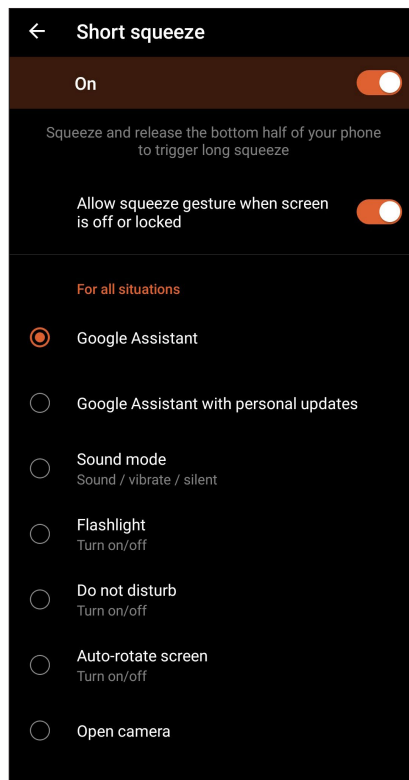 Short squeeze
On
Squeeze and release the bottom half of your phone
to trigger long squeeze
Allow squeeze gesture when screen
is off or locked
For all situations
Google Assistant
Google Assistant with personal updates
Sound mode
Sound / vibrate / silent
Flashlight
Turn on/off
Do not disturb
Turn on/off
Auto-rotate screen
Turn on/off
Open camera